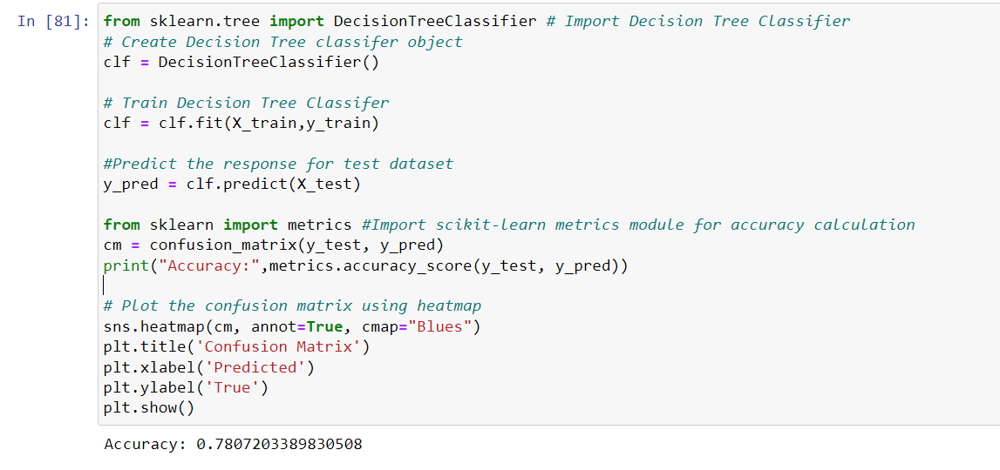 In [81]: from sklearn.tree import DecisionTreeClassifier # Import Decision Tree Classifier
# Create Decision Tree classifer object
clf = DecisionTreeClassifier()
# Train Decision Tree Classifer
clf = clf.fit(X_train,y_train)
#Predict the response for test dataset
y_pred = clf.predict(X_test)
from sklearn import metrics #Import scikit-learn metrics module for accuracy calculation
cm = confusion_matrix(y_test, y_pred)
print("Accuracy:",metrics.accuracy_score(y_test, y_pred))
# Plot the confusion matrix using heatmap
sns.heatmap(cm, annot=True, cmap="Blues")
plt.title('Confusion Matrix')
plt.xlabel('Predicted')
plt.ylabel('True')
plt.show()
Accuracy: 0.7807203389830508